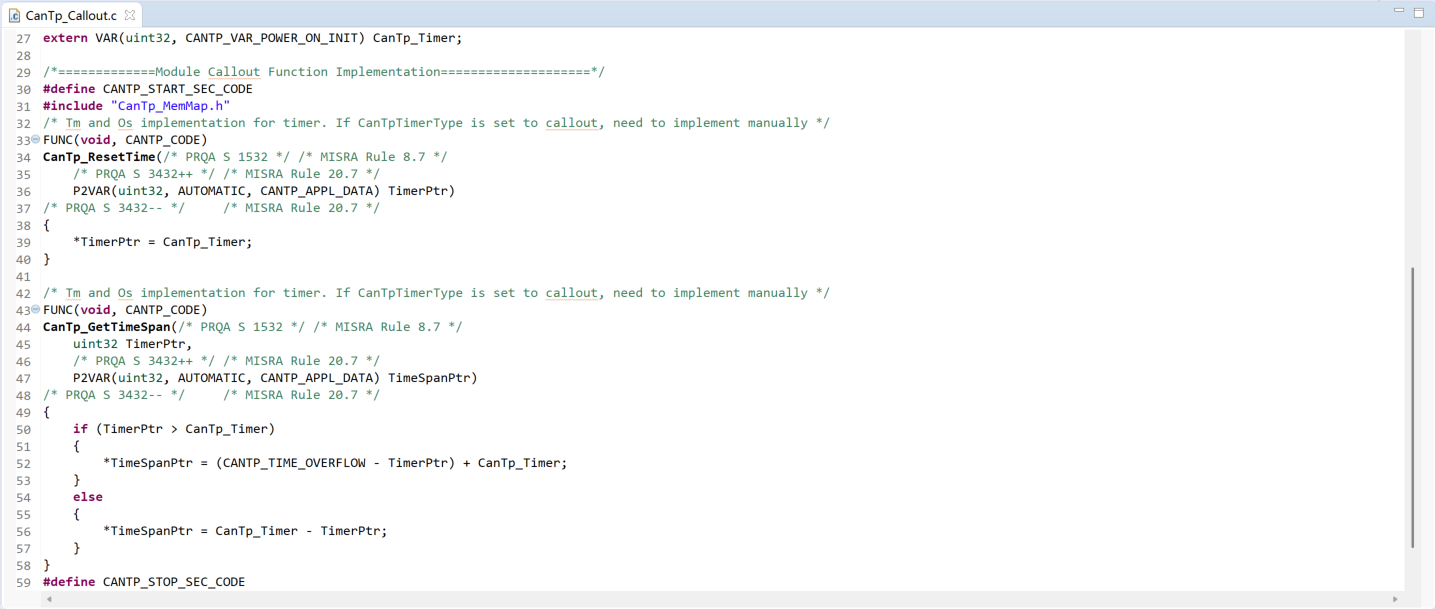 CanTp_Callout.c
27 extern VAR(uint32, CANTP_VAR_POWER_ON_INIT) CanTp_Timer;
28
29 /*=============Module Callout Function Implementation====================*/
30 #define CANTP_START_SEC_CODE
31 #include "CanTp_MemMap.h"
32 /* Tm and Os implementation for timer. If CanTpTimerType is set to callout, need to implement manually */
33 FUNC(void, CANTP_CODE)
34 CanTp_ResetTime(/* PRQA S 1532 */ /* MISRA Rule 8.7 */
35     /* PRQA S 3432++ */ /* MISRA Rule 20.7 */
36     P2VAR(uint32, AUTOMATIC, CANTP_APPL_DATA) TimerPtr)
37 /* PRQA S 3432-- */     /* MISRA Rule 20.7 */
38 {
39     *TimerPtr = CanTp_Timer;
40 }
41
42 /* Tm and Os implementation for timer. If CanTpTimerType is set to callout, need to implement manually */
43 FUNC(void, CANTP_CODE)
44 CanTp_GetTimeSpan(/* PRQA S 1532 */ /* MISRA Rule 8.7 */
45     uint32 TimerPtr,
46     /* PRQA S 3432++ */ /* MISRA Rule 20.7 */
47     P2VAR(uint32, AUTOMATIC, CANTP_APPL_DATA) TimeSpanPtr)
48 /* PRQA S 3432-- */     /* MISRA Rule 20.7 */
49 {
50     if (TimerPtr > CanTp_Timer)
51     {
52         *TimeSpanPtr = (CANTP_TIME_OVERFLOW - TimerPtr) + CanTp_Timer;
53     }
54     else
55     {
56         *TimeSpanPtr = CanTp_Timer - TimerPtr;
57     }
58 }
59 #define CANTP_STOP_SEC_CODE